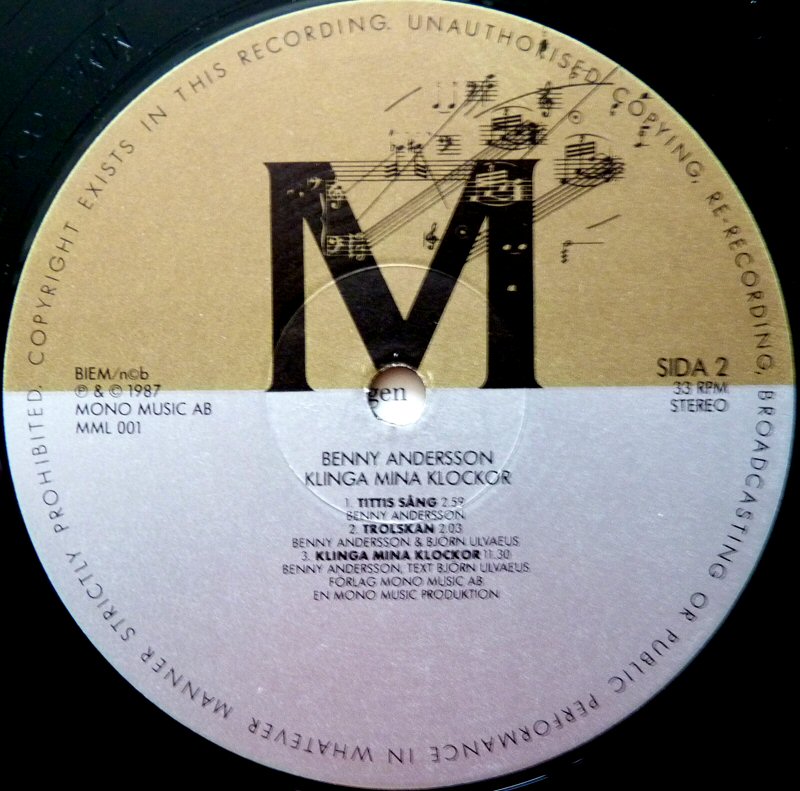 COPYRIGHT EXISTS IN THIS RECORDING. UNAUTHORISED COPYING, RE-RECORDING, BROADCASTING OR PUBLIC PERFORMANCE IN WHATEVER MANNER STRICTLY PROHIBITED.
M
BIEM/n©b
℗ & © 1987
MONO MUSIC AB
MML 001
SIDA 2
33 RPM
STEREO
gen
BENNY ANDERSSON
KLINGA MINA KLOCKOR
1. TITTIS SÅNG 2.59
BENNY ANDERSSON
2. TROLSKAN 2.03
BENNY ANDERSSON & BJÖRN ULVAEUS
3. KLINGA MINA KLOCKOR 11.30
BENNY ANDERSSON, TEXT BJÖRN ULVAEUS
FÖRLAG MONO MUSIC AB
EN MONO MUSIC PRODUKTION